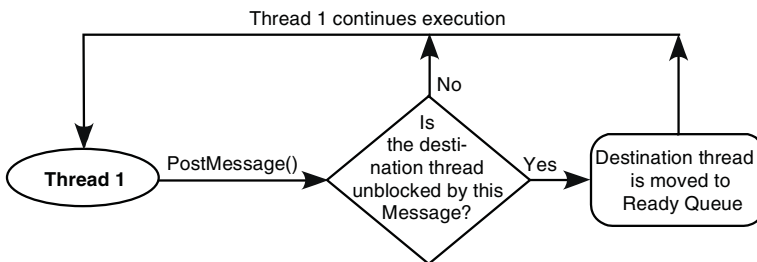 Thread 1 continues execution
No
Is
the desti-
nation thread
unblocked by this
Message?
PostMessage()
Thread 1
Yes
Destination thread
is moved to
Ready Queue